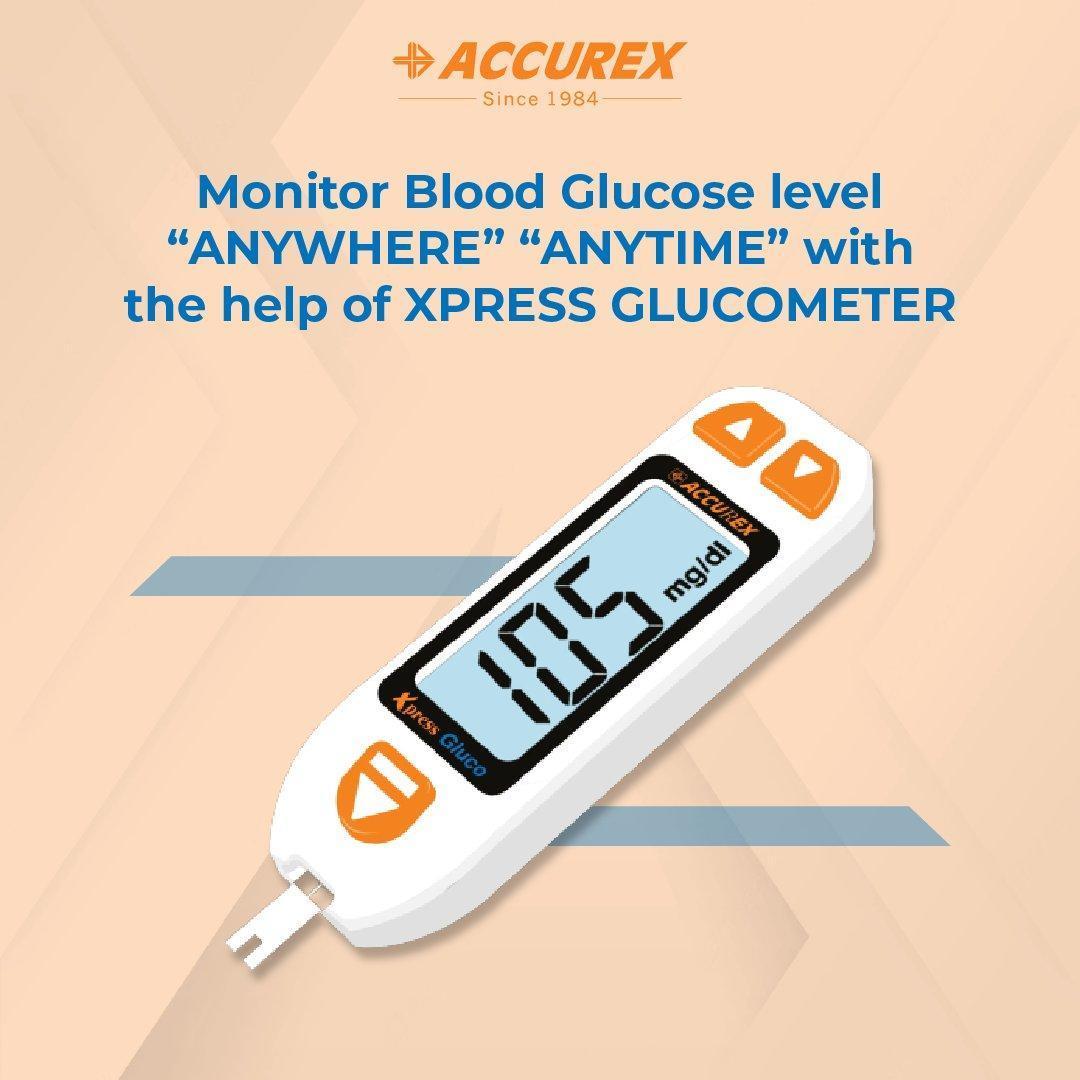 ACCUREX
Since 1984
Monitor Blood Glucose level
“ANYWHERE” “ANYTIME” with
the help of XPRESS GLUCOMETER
ACCUREX
105 mg/dl
Xpress Gluco